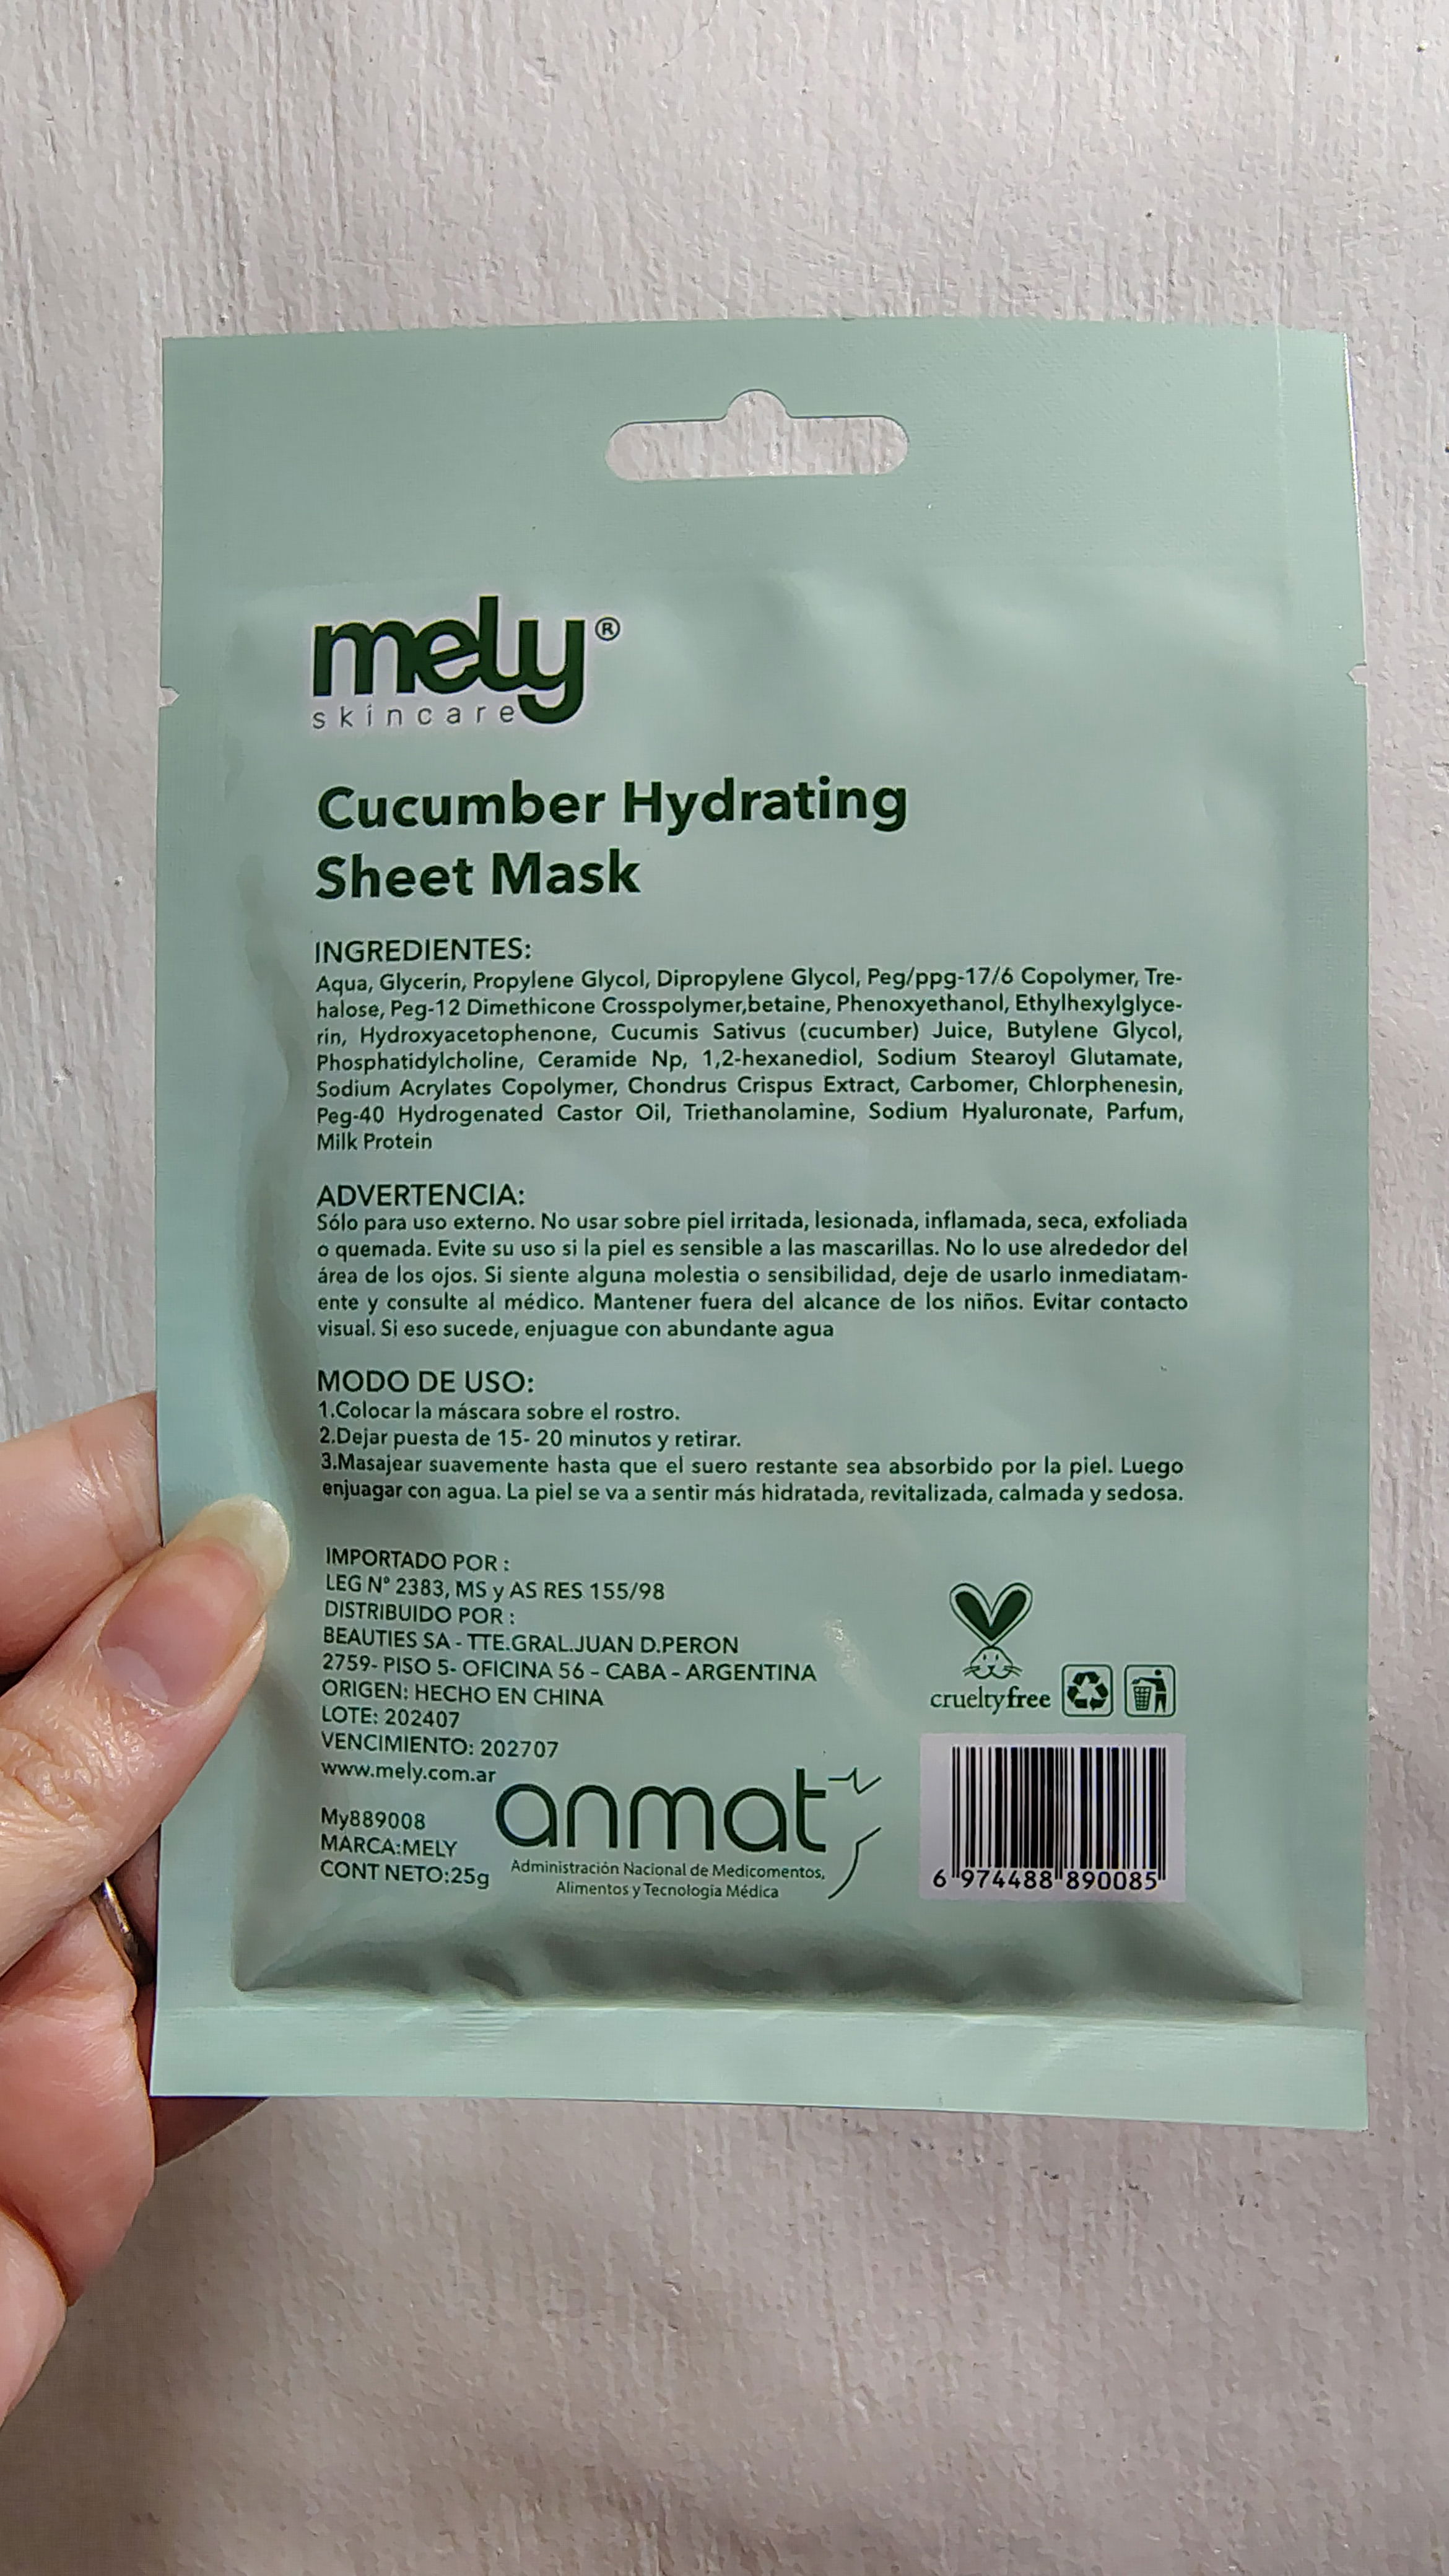 mely®
skincare
Cucumber Hydrating
Sheet Mask
INGREDIENTES:
Aqua, Glycerin, Propylene Glycol, Dipropylene Glycol, Peg/ppg-17/6 Copolymer, Tre-
halose, Peg-12 Dimethicone Crosspolymer,betaine, Phenoxyethanol, Ethylhexylglyce-
rin, Hydroxyacetophenone, Cucumis Sativus (cucumber) Juice, Butylene Glycol,
Phosphatidylcholine, Ceramide Np, 1,2-hexanediol, Sodium Stearoyl Glutamate,
Sodium Acrylates Copolymer, Chondrus Crispus Extract, Carbomer, Chlorphenesin,
Peg-40 Hydrogenated Castor Oil, Triethanolamine, Sodium Hyaluronate, Parfum,
Milk Protein
ADVERTENCIA:
Sólo para uso externo. No usar sobre piel irritada, lesionada, inflamada, seca, exfoliada
o quemada. Evite su uso si la piel es sensible a las mascarillas. No lo use alrededor del
área de los ojos. Si siente alguna molestia o sensibilidad, deje de usarlo inmediatam-
ente y consulte al médico. Mantener fuera del alcance de los niños. Evitar contacto
visual. Si eso sucede, enjuague con abundante agua
MODO DE USO:
1.Colocar la máscara sobre el rostro.
2.Dejar puesta de 15- 20 minutos y retirar.
3.Masajear suavemente hasta que el suero restante sea absorbido por la piel. Luego
enjuagar con agua. La piel se va a sentir más hidratada, revitalizada, calmada y sedosa.
IMPORTADO POR :
LEG N° 2383, MS y AS RES 155/98
DISTRIBUIDO POR :
BEAUTIES SA - TTE.GRAL.JUAN D.PERON
2759- PISO 5- OFICINA 56 - CABA - ARGENTINA
ORIGEN: HECHO EN CHINA
LOTE: 202407
VENCIMIENTO: 202707
www.mely.com.ar
My889008
MARCA:MELY
CONT NETO:25g
anmat
Administración Nacional de Medicomentos,
Alimentos y Tecnología Médica
crueltyfree
6 974488 890085